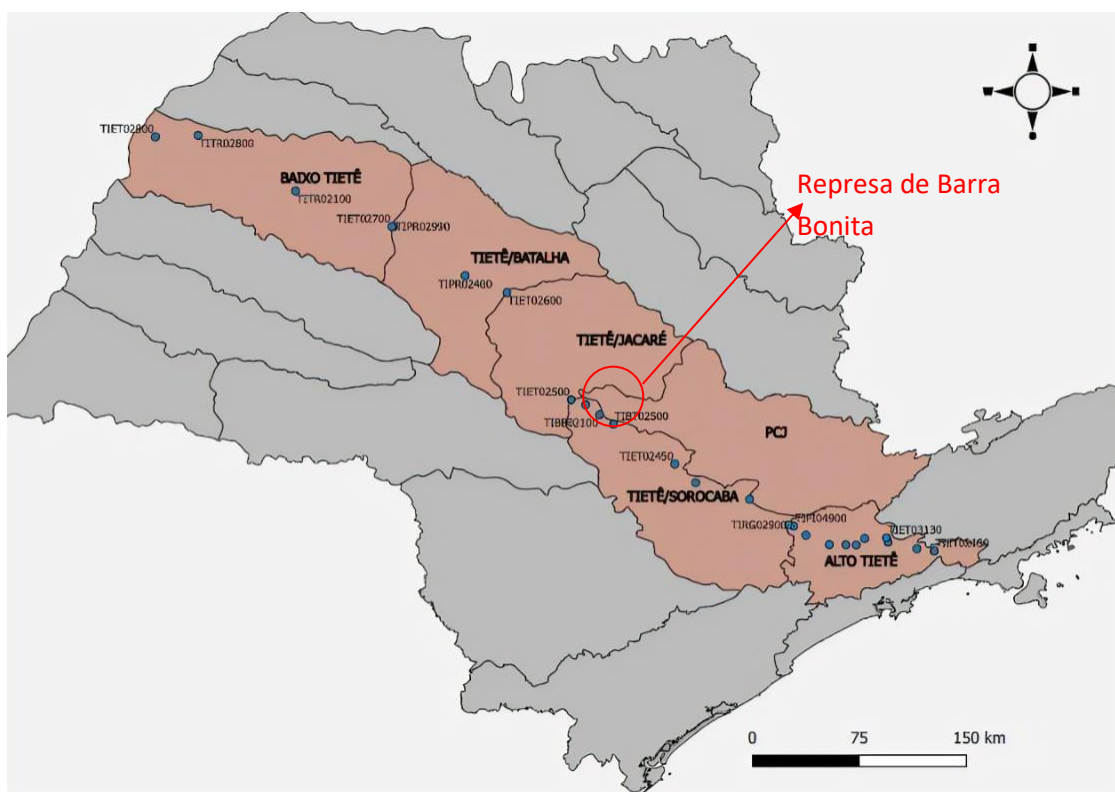 TIET02800
TITR02800
BAIXO TIETÊ
TITR02100
Represa de Barra
Bonita
TIET02700
TIPR02990
TIETÊ/BATALHA
TIPR02400
TIET02600
TIETÊ/JACARÉ
TIET02500
TIBT02500
PCJ
TIET02450
TIETÊ/SOROCABA
TIRG02900
TIPI04900
TIET03130
ALTO TIETÊ
0
75
150 km